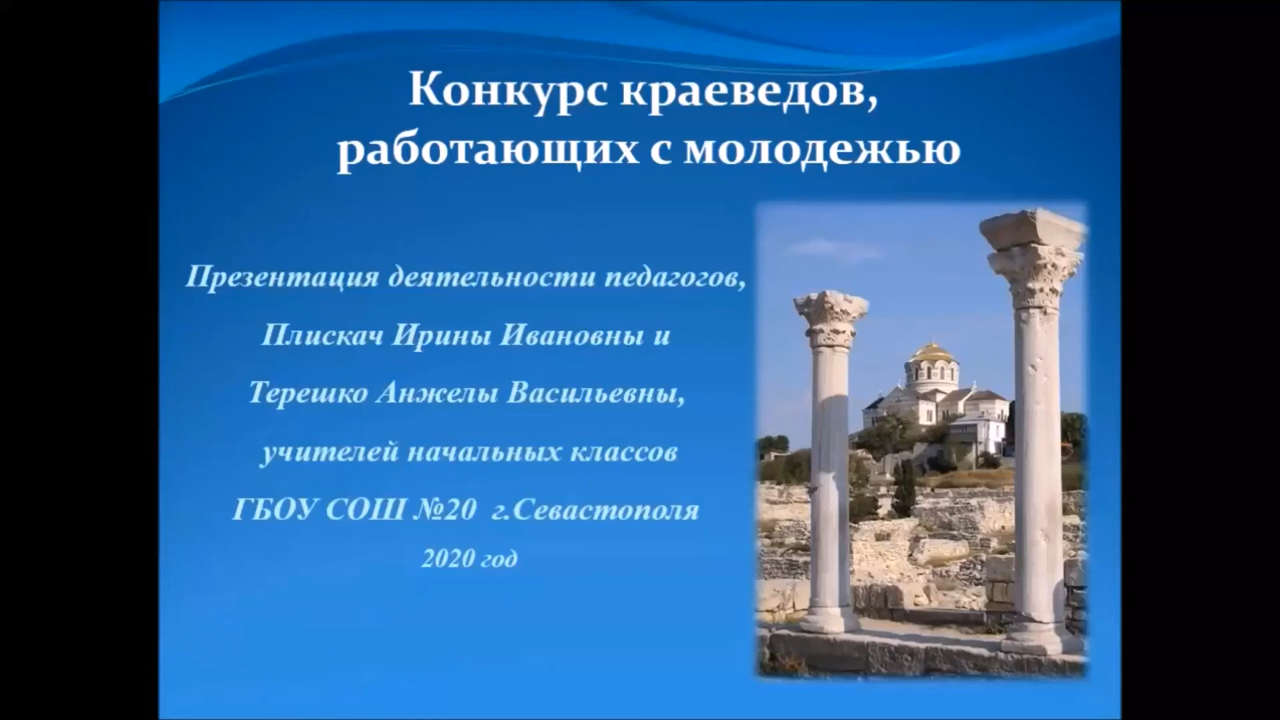 Конкурс краеведов,
работающих с молодежью
Презентация деятельности педагогов,
Плискач Ирины Ивановны и
Терешко Анжелы Васильевны,
учителей начальных классов
ГБОУ СОШ №20 г.Севастополя
2020 год